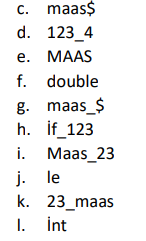 c. maas$
d. 123_4
e. MAAS
f. double
g. maas_$
h. İf_123
i. Maas_23
j. le
k. 23_maas
l. İnt